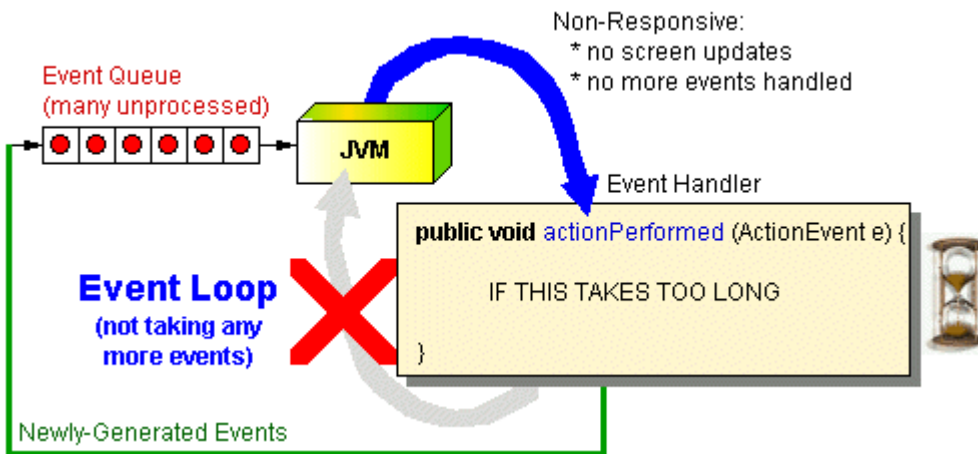 Non-Responsive:
* no screen updates
* no more events handled
Event Queue
(many unprocessed)
JVM
Event Handler
public void actionPerformed (ActionEvent e) {
IF THIS TAKES TOO LONG
}
Event Loop
(not taking any
more events)
Newly-Generated Events